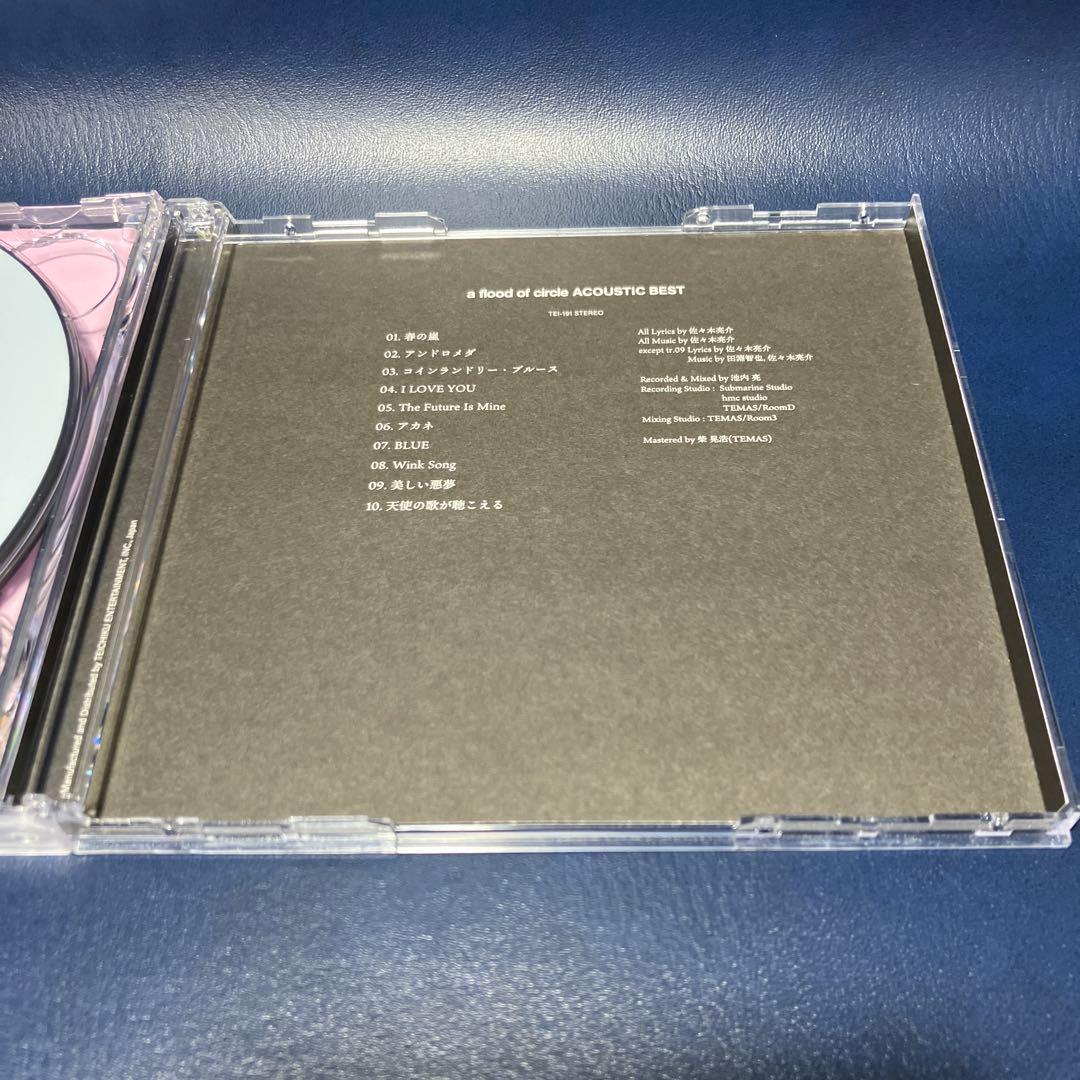 a flood of circle ACOUSTIC BEST
TEI-191 STEREO
01. 春の嵐
02. アンドロメダ
03. コインランドリー・ブルース
04. I LOVE YOU
05. The Future Is Mine
06. アカネ
07. BLUE
08. Wink Song
09. 美しい悪夢
10. 天使の歌が聴こえる
All Lyrics by 佐々木亮介
All Music by 佐々木亮介
except tr.09 Lyrics by 佐々木亮介
Music by 田淵智也, 佐々木亮介
Recorded & Mixed by 池内 亮
Recording Studio : Submarine Studio
hmc studio
TEMAS/RoomD
Mixing Studio : TEMAS/Room3
Mastered by 柴 晃浩(TEMAS)
Manufactured and Distributed by TEICHIKU ENTERTAINMENT, INC., Japan